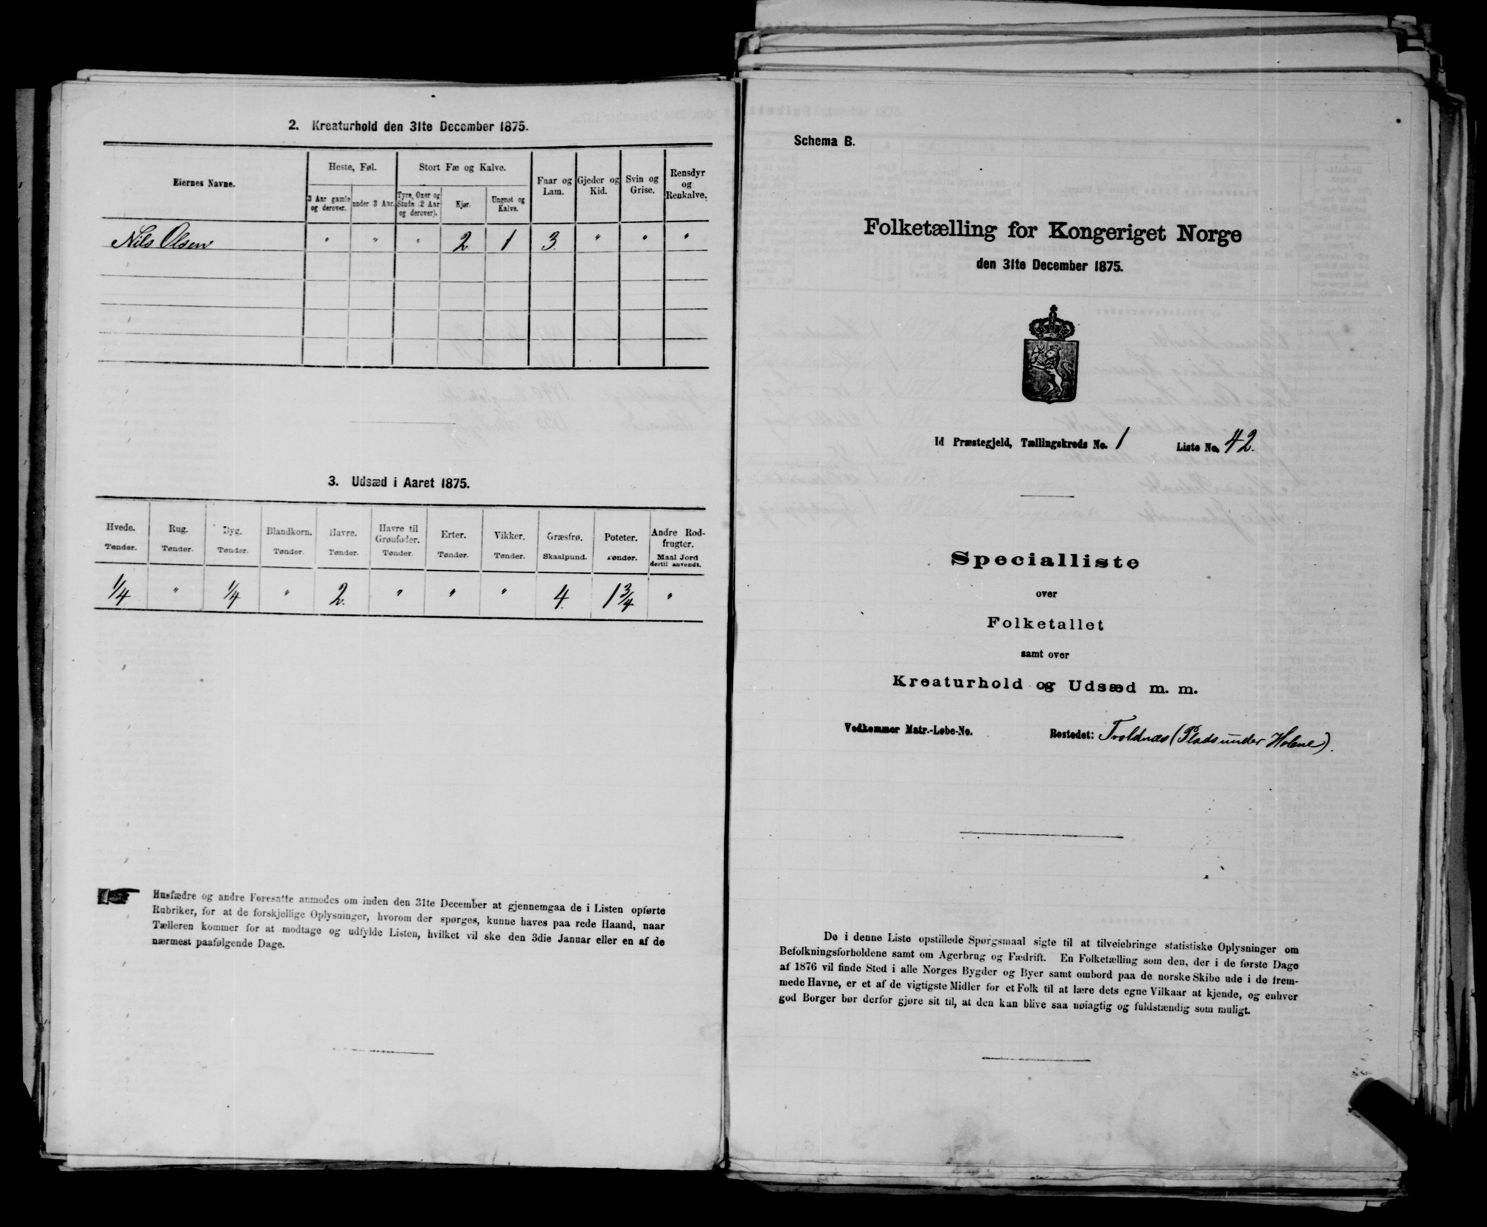 2. Kreaturhold den 31te December 1875.
Eiernes Navne.
Heste, Føl.
Stort Fæ og Kalve.
Faar og Lam.
Gjeder og Kid.
Svin og Grise.
Rensdyr og Renkalve.
3 Aar gamle og derover.
under 3 Aar.
Tyre, Oxer og Stude (2 Aar og derover).
Kjør.
Ungnøt og Kalve.
Nils Olsen " " " 2 1 3 " " "
3. Udsæd i Aaret 1875.
Hvede. Rug. Byg. Blandkorn. Havre. Havre til Grønfoder. Erter. Vikker. Græsfrø. Poteter. Andre Rodfrugter.
Tønder. Tønder. Tønder. Tønder. Tønder. Tønder. Tønder. Tønder. Skaalpund. Tønder. Maal Jord dertil anvendt.
1/4 " 1/4 " 2 " " " 4 1 3/4 "
Husfædre og andre Foresatte anmodes om inden den 31te December at gjennemgaa de i Listen opførte
Rubriker, for at de forskjellige Oplysninger, hvorom der spørges, kunne haves paa rede Haand, naar
Tælleren kommer for at modtage og udfylde Listen, hvilket vil ske den 3die Januar eller en af de
nærmest paafølgende Dage.
Schema B.
Folketælling for Kongeriget Norge
den 31te December 1875.
Id Præstegjeld, Tællingskreds No. 1 Liste No. 42.
Specialliste
over
Folketallet
samt over
Kreaturhold og Udsæd m. m.
Vedkommer Matr.-Løbe-No. Bostedet: Troldnæs (Plads under Holene).
De i denne Liste opstillede Spørgsmaal sigte til at tilveiebringe statistiske Oplysninger om
Befolkningsforholdene samt om Agerbrug og Fædrift. En Folketælling som den, der i de første Dage
af 1876 vil finde Sted i alle Norges Bygder og Byer samt ombord paa de norske Skibe ude i de frem-
mede Havne, er et af de vigtigste Midler for et Folk til at lære dets egne Vilkaar at kjende, og enhver
god Borger bør derfor gjøre sit til, at den kan blive saa nøiagtig og fuldstændig som muligt.